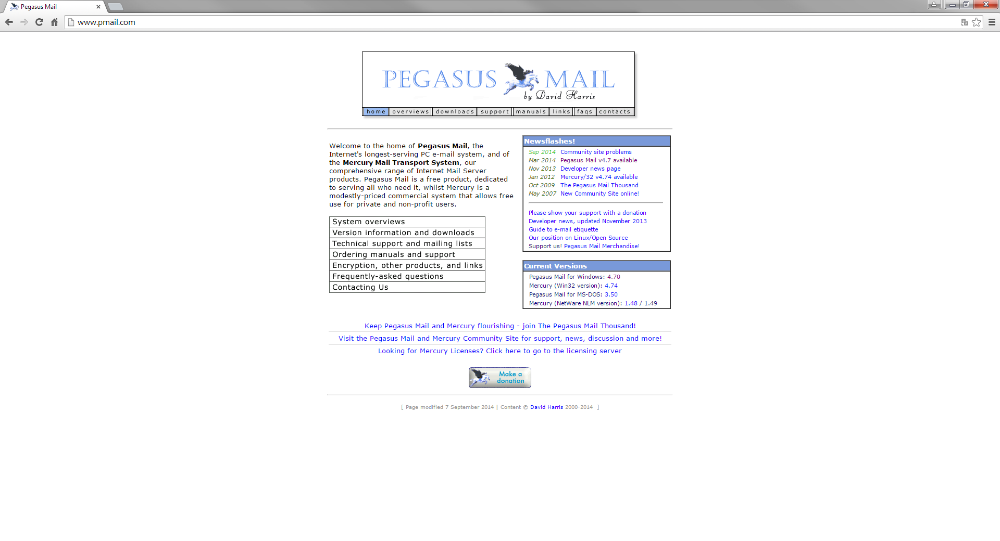 Pegasus Mail
www.pmail.com
PEGASUS MAIL
by David Harris
home overviews downloads support manuals links faqs contacts
Welcome to the home of Pegasus Mail, the
Internet's longest-serving PC e-mail system, and of
the Mercury Mail Transport System, our
comprehensive range of Internet Mail Server
products. Pegasus Mail is a free product, dedicated
to serving all who need it, whilst Mercury is a
modestly-priced commercial system that allows free
use for private and non-profit users.
System overviews
Version information and downloads
Technical support and mailing lists
Ordering manuals and support
Encryption, other products, and links
Frequently-asked questions
Contacting Us
Newsflashes!
Sep 2014 Community site problems
Mar 2014 Pegasus Mail v4.7 available
Nov 2013 Developer news page
Jan 2012 Mercury/32 v4.74 available
Oct 2009 The Pegasus Mail Thousand
May 2007 New Community Site online!
Please show your support with a donation
Developer news, updated November 2013
Guide to e-mail etiquette
Our position on Linux/Open Source
Support us! Pegasus Mail Merchandise!
Current Versions
Pegasus Mail for Windows: 4.70
Mercury (Win32 version): 4.74
Pegasus Mail for MS-DOS: 3.50
Mercury (NetWare NLM version): 1.48 / 1.49
Keep Pegasus Mail and Mercury flourishing - join The Pegasus Mail Thousand!
Visit the Pegasus Mail and Mercury Community Site for support, news, discussion and more!
Looking for Mercury Licenses? Click here to go to the licensing server
Make a
donation
[ Page modified 7 September 2014 | Content © David Harris 2000-2014 ]